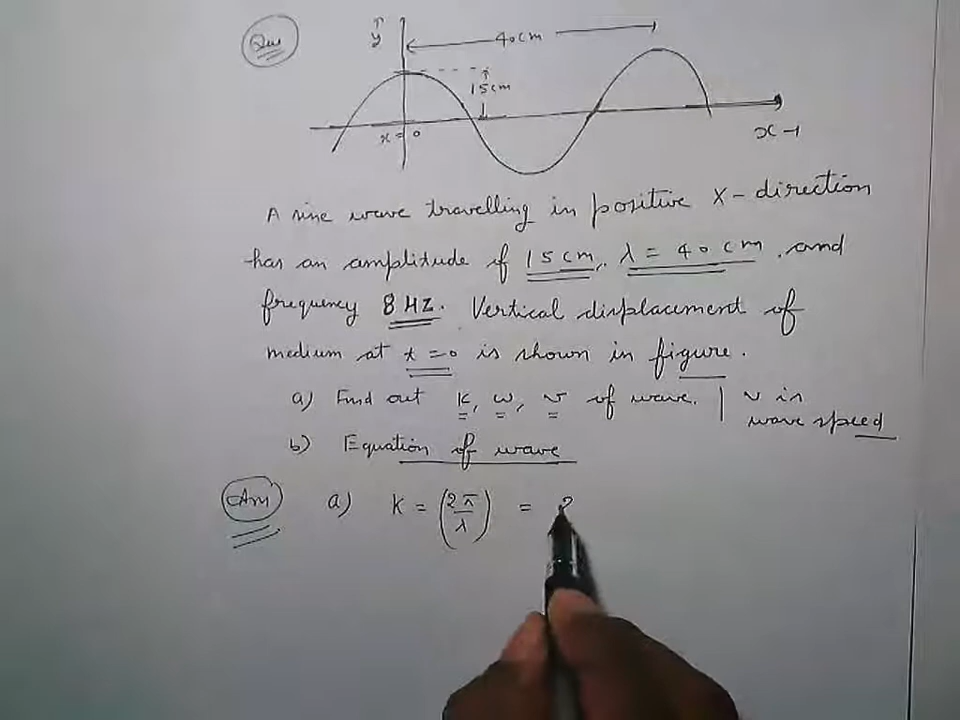 Que
y
40cm
15cm
x = 0
x →
A sine wave travelling in positive X-direction
has an amplitude of 15cm, λ = 40cm, and
frequency 8 HZ. Vertical displacement of
medium at t=0 is shown in figure.
a) Find out K, ω, v of wave. | v is
wave speed
b) Equation of wave
Ans a) K = (2π/λ) = 2